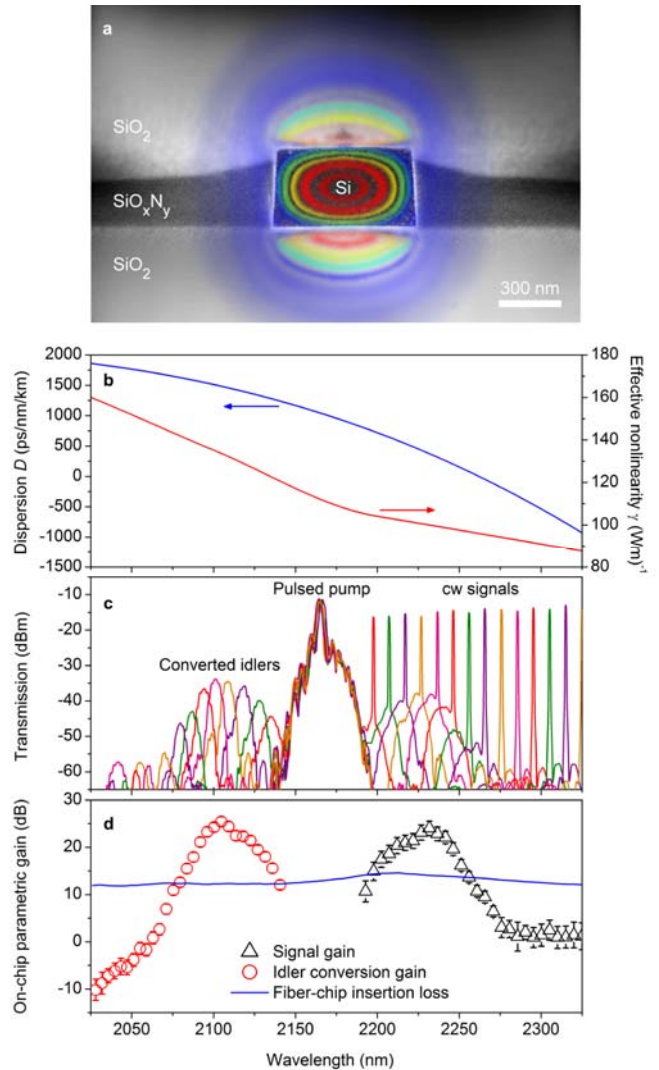 a
SiO2
SiOxNy
Si
SiO2
300 nm
b
2000
1500
1000
500
0
-500
-1000
-1500
Dispersion D (ps/nm/km)
180
160
140
120
100
80
Effective nonlinearity γ (Wm)-1
c
Pulsed pump
cw signals
Converted idlers
-10
-20
-30
-40
-50
-60
Transmission (dBm)
d
30
20
10
0
-10
On-chip parametric gain (dB)
Signal gain
Idler conversion gain
Fiber-chip insertion loss
2050 2100 2150 2200 2250 2300
Wavelength (nm)